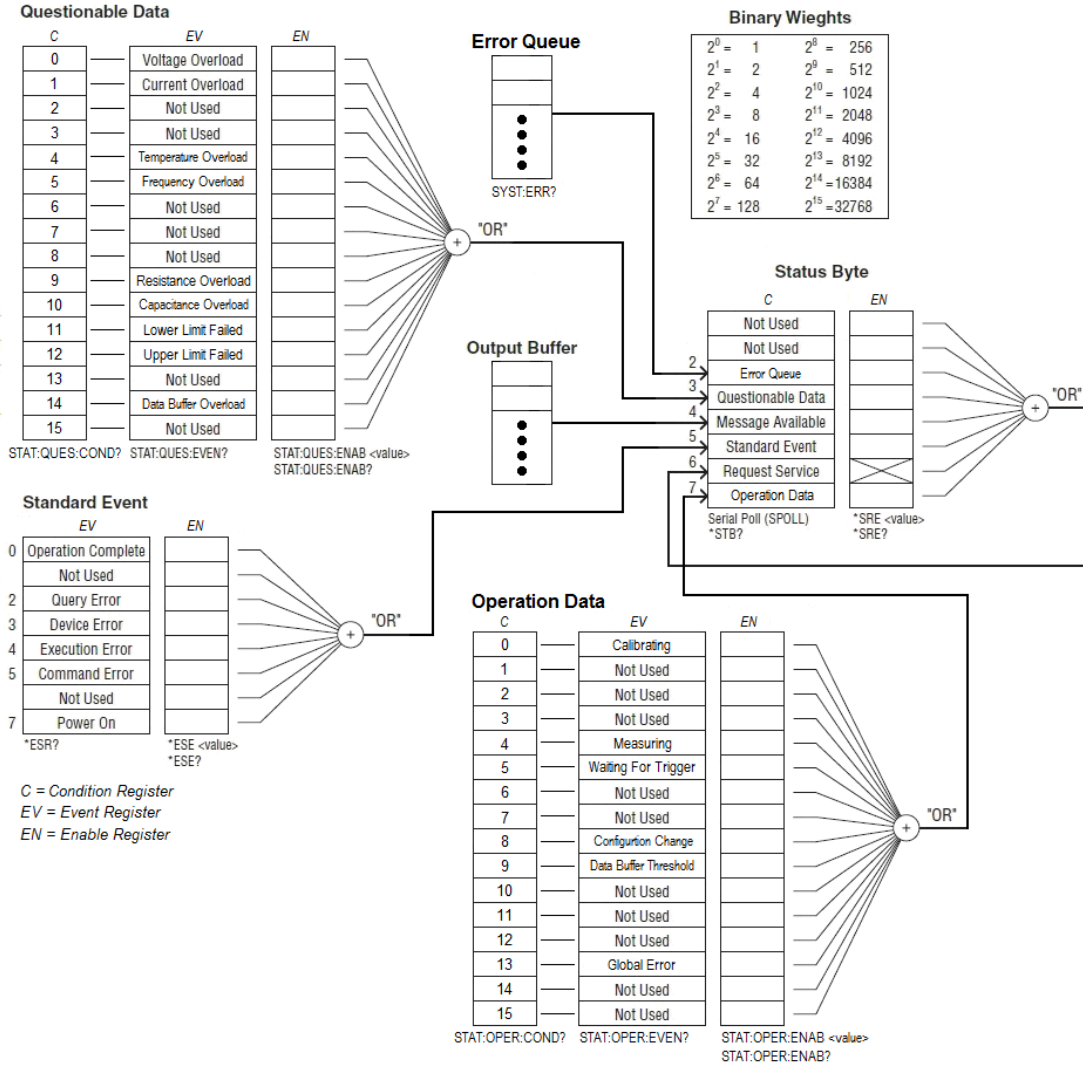 Questionable Data
C EV EN
0 Voltage Overload
1 Current Overload
2 Not Used
3 Not Used
4 Temperature Overload
5 Frequency Overload
6 Not Used
7 Not Used
8 Not Used
9 Resistance Overload
10 Capacitance Overload
11 Lower Limit Failed
12 Upper Limit Failed
13 Not Used
14 Data Buffer Overload
15 Not Used
STAT:QUES:COND? STAT:QUES:EVEN? STAT:QUES:ENAB <value>
STAT:QUES:ENAB?
+ "OR"
Error Queue
SYST:ERR?
Binary Wieghts
2⁰ = 1 2⁸ = 256
2¹ = 2 2⁹ = 512
2² = 4 2¹⁰ = 1024
2³ = 8 2¹¹ = 2048
2⁴ = 16 2¹² = 4096
2⁵ = 32 2¹³ = 8192
2⁶ = 64 2¹⁴ =16384
2⁷ = 128 2¹⁵ =32768
Output Buffer
Status Byte
C EN
Not Used
Not Used
2 Error Queue
3 Questionable Data
4 Message Available
5 Standard Event
6 Request Service
7 Operation Data
Serial Poll (SPOLL) *SRE <value>
*STB? *SRE?
+ "OR"
Standard Event
EV EN
0 Operation Complete
Not Used
2 Query Error
3 Device Error
4 Execution Error
5 Command Error
Not Used
7 Power On
*ESR? *ESE <value>
*ESE?
+ "OR"
C = Condition Register
EV = Event Register
EN = Enable Register
Operation Data
C EV EN
0 Calibrating
1 Not Used
2 Not Used
3 Not Used
4 Measuring
5 Waiting For Trigger
6 Not Used
7 Not Used
8 Configurtion Change
9 Data Buffer Threshold
10 Not Used
11 Not Used
12 Not Used
13 Global Error
14 Not Used
15 Not Used
STAT:OPER:COND? STAT:OPER:EVEN? STAT:OPER:ENAB <value>
STAT:OPER:ENAB?
+ "OR"